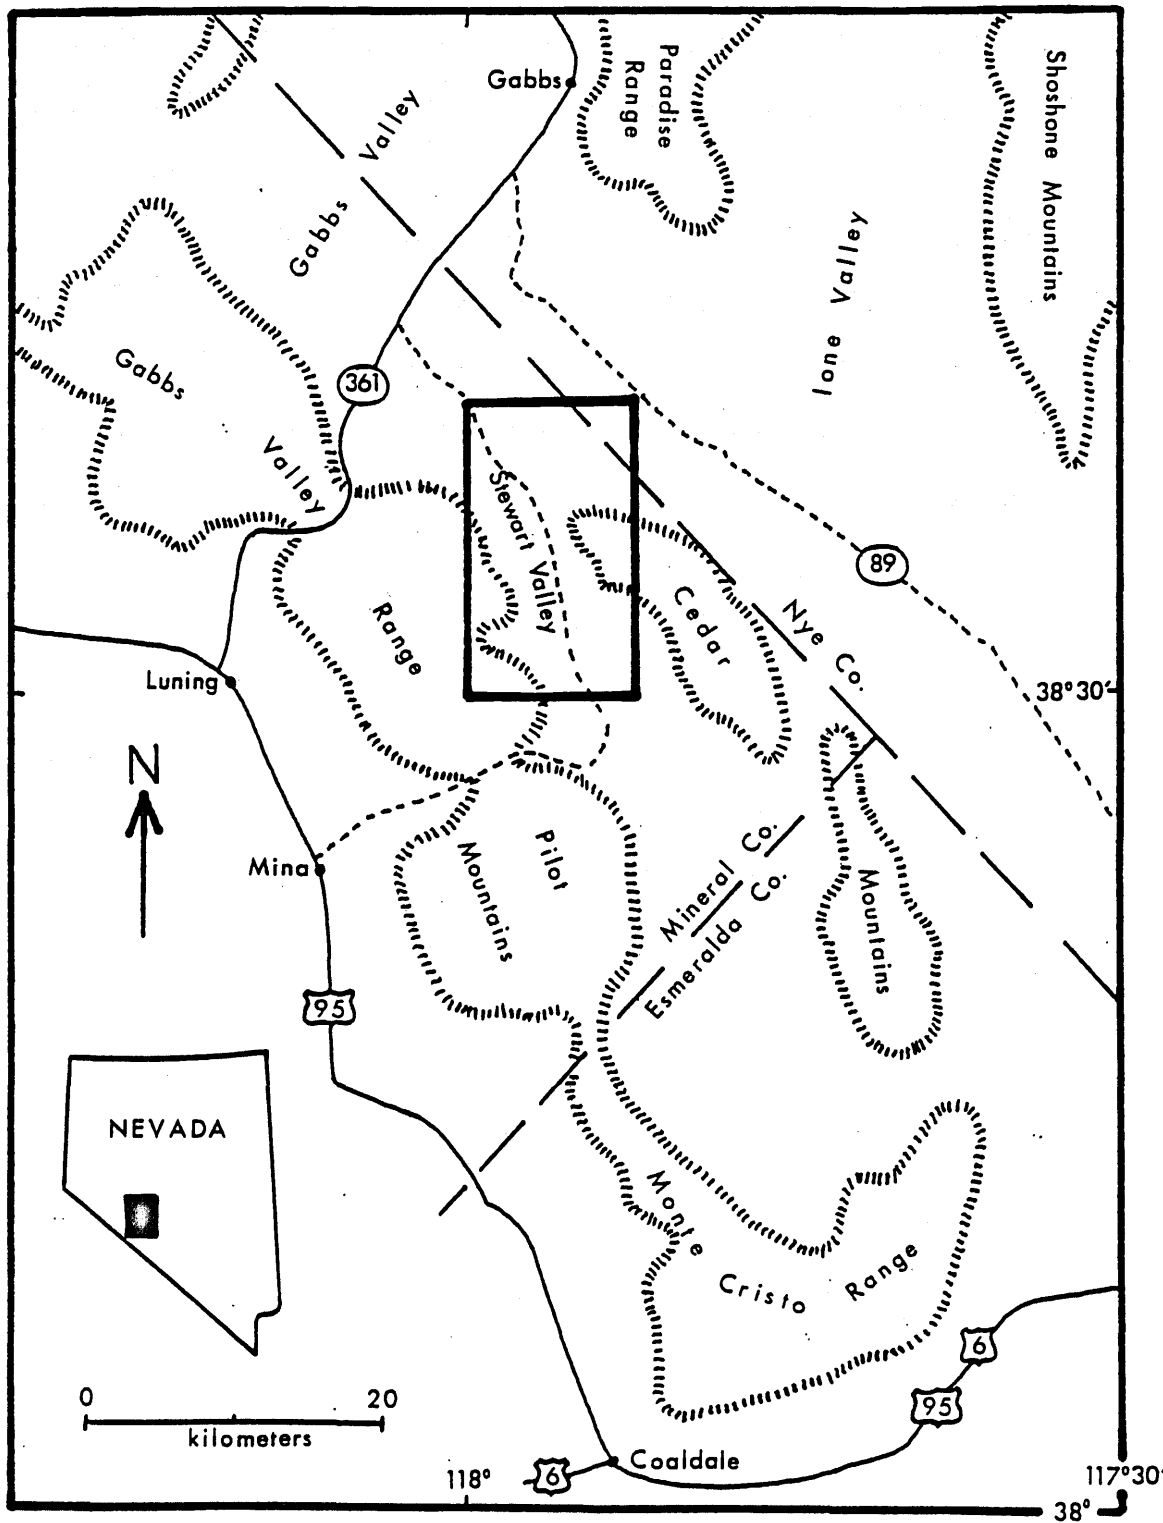 Gabbs
Paradise
Range
Shoshone Mountains
Gabbs Valley
Ione Valley
Gabbs
Valley
Range
361
Stewart Valley
89
Cedar
Mountains
Nye Co.
Luning
38°30'
N
Mina
Pilot
Mountains
Mineral Co.
Esmeralda Co.
95
NEVADA
Monte Cristo Range
0 20
kilometers
6
95
Coaldale
6
118°
117°30'
38°